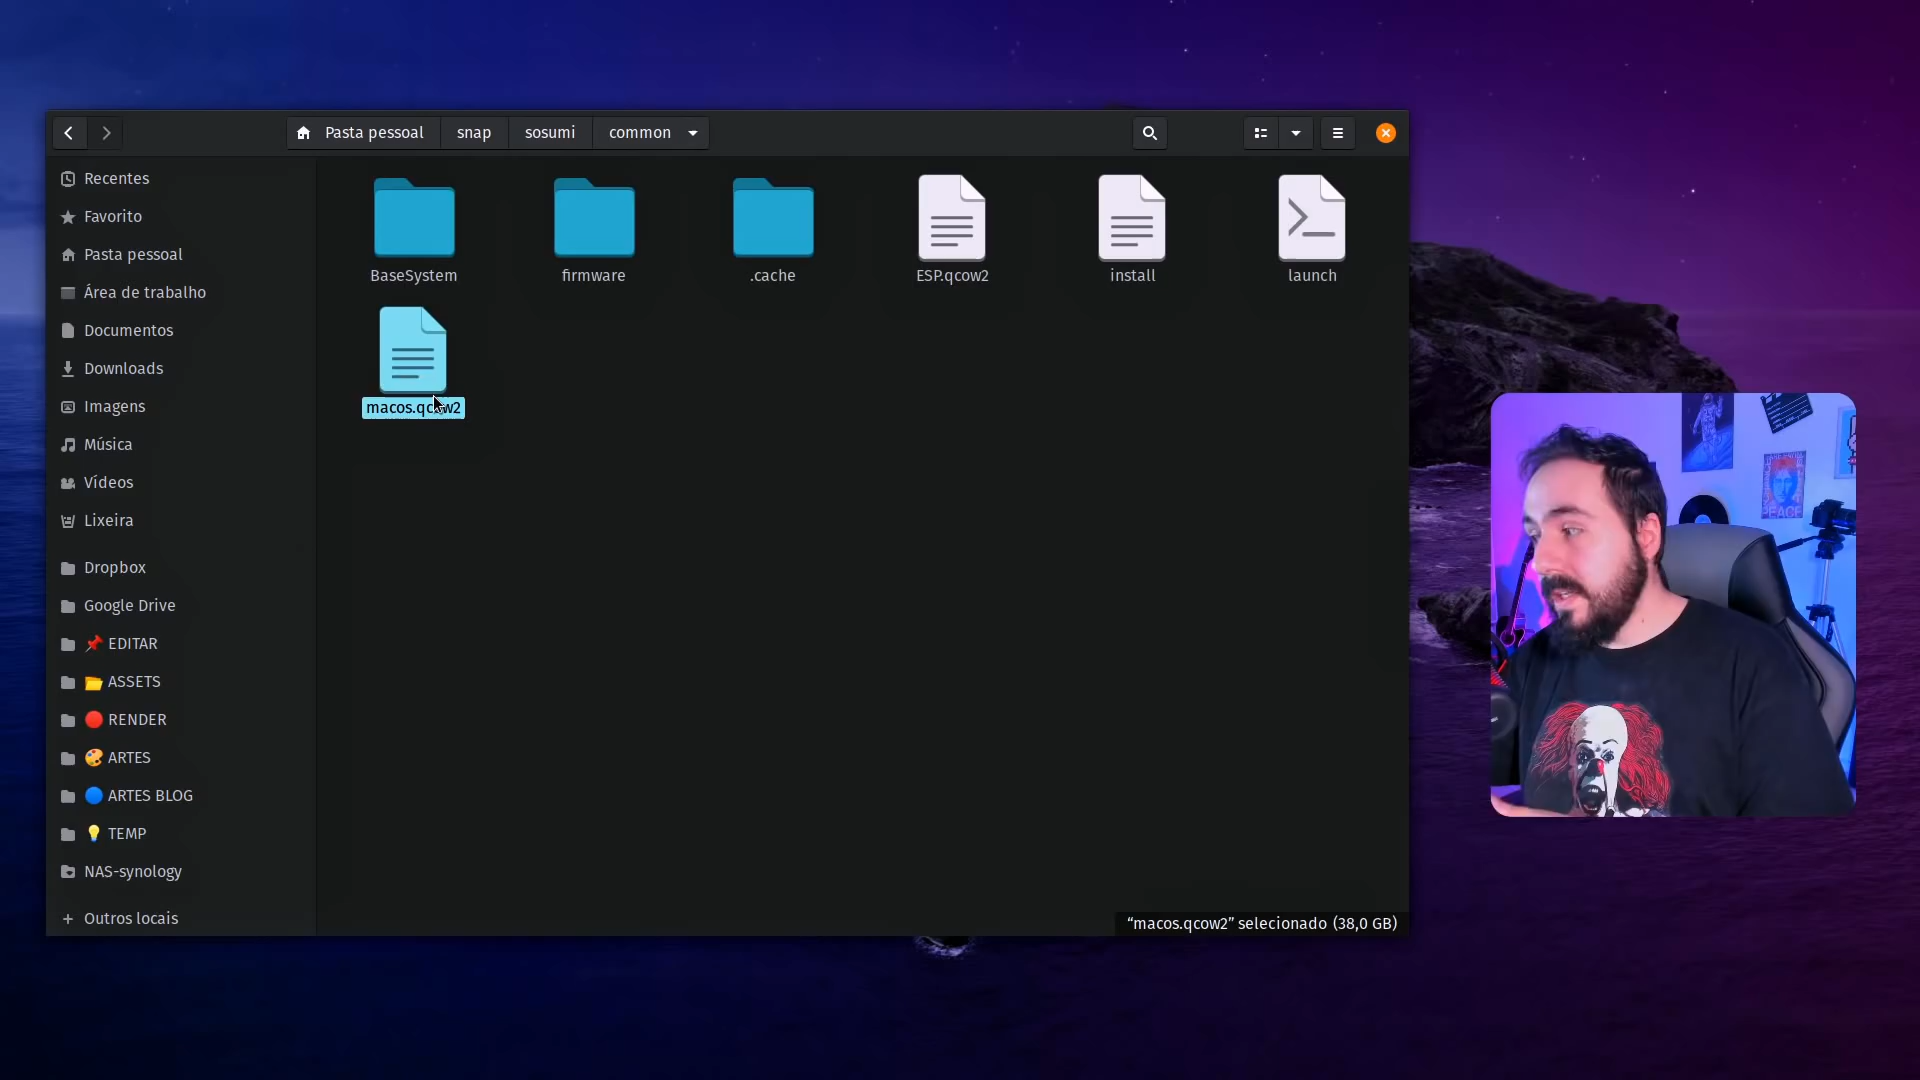 Pasta pessoal
snap
sosumi
common
Recentes
Favorito
Pasta pessoal
Área de trabalho
Documentos
Downloads
Imagens
Música
Vídeos
Lixeira
Dropbox
Google Drive
📌 EDITAR
📂 ASSETS
🔴 RENDER
🎨 ARTES
🔵 ARTES BLOG
💡 TEMP
NAS-synology
+ Outros locais
BaseSystem
firmware
.cache
ESP.qcow2
install
launch
macos.qcow2
“macos.qcow2” selecionado (38,0 GB)
PEACE